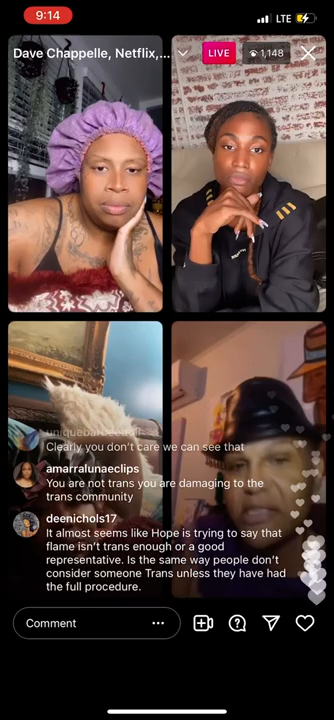 9:14
LTE
Dave Chappelle, Netflix,...
LIVE
1,148
Clearly you don't care we can see that
amarralunaeclips
You are not trans you are damaging to the
trans community
deenichols17
It almost seems like Hope is trying to say that
flame isn't trans enough or a good
representative. Is the same way people don't
consider someone Trans unless they have had
the full procedure.
Comment